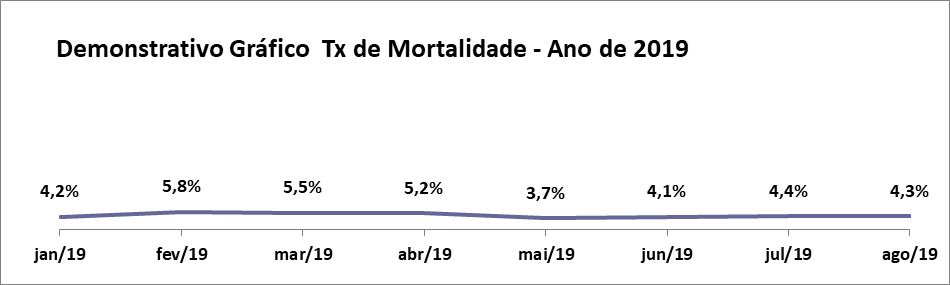 Demonstrativo Gráfico  Tx de Mortalidade - Ano de 2019
4,2% 5,8% 5,5% 5,2% 3,7% 4,1% 4,4% 4,3%
jan/19 fev/19 mar/19 abr/19 mai/19 jun/19 jul/19 ago/19